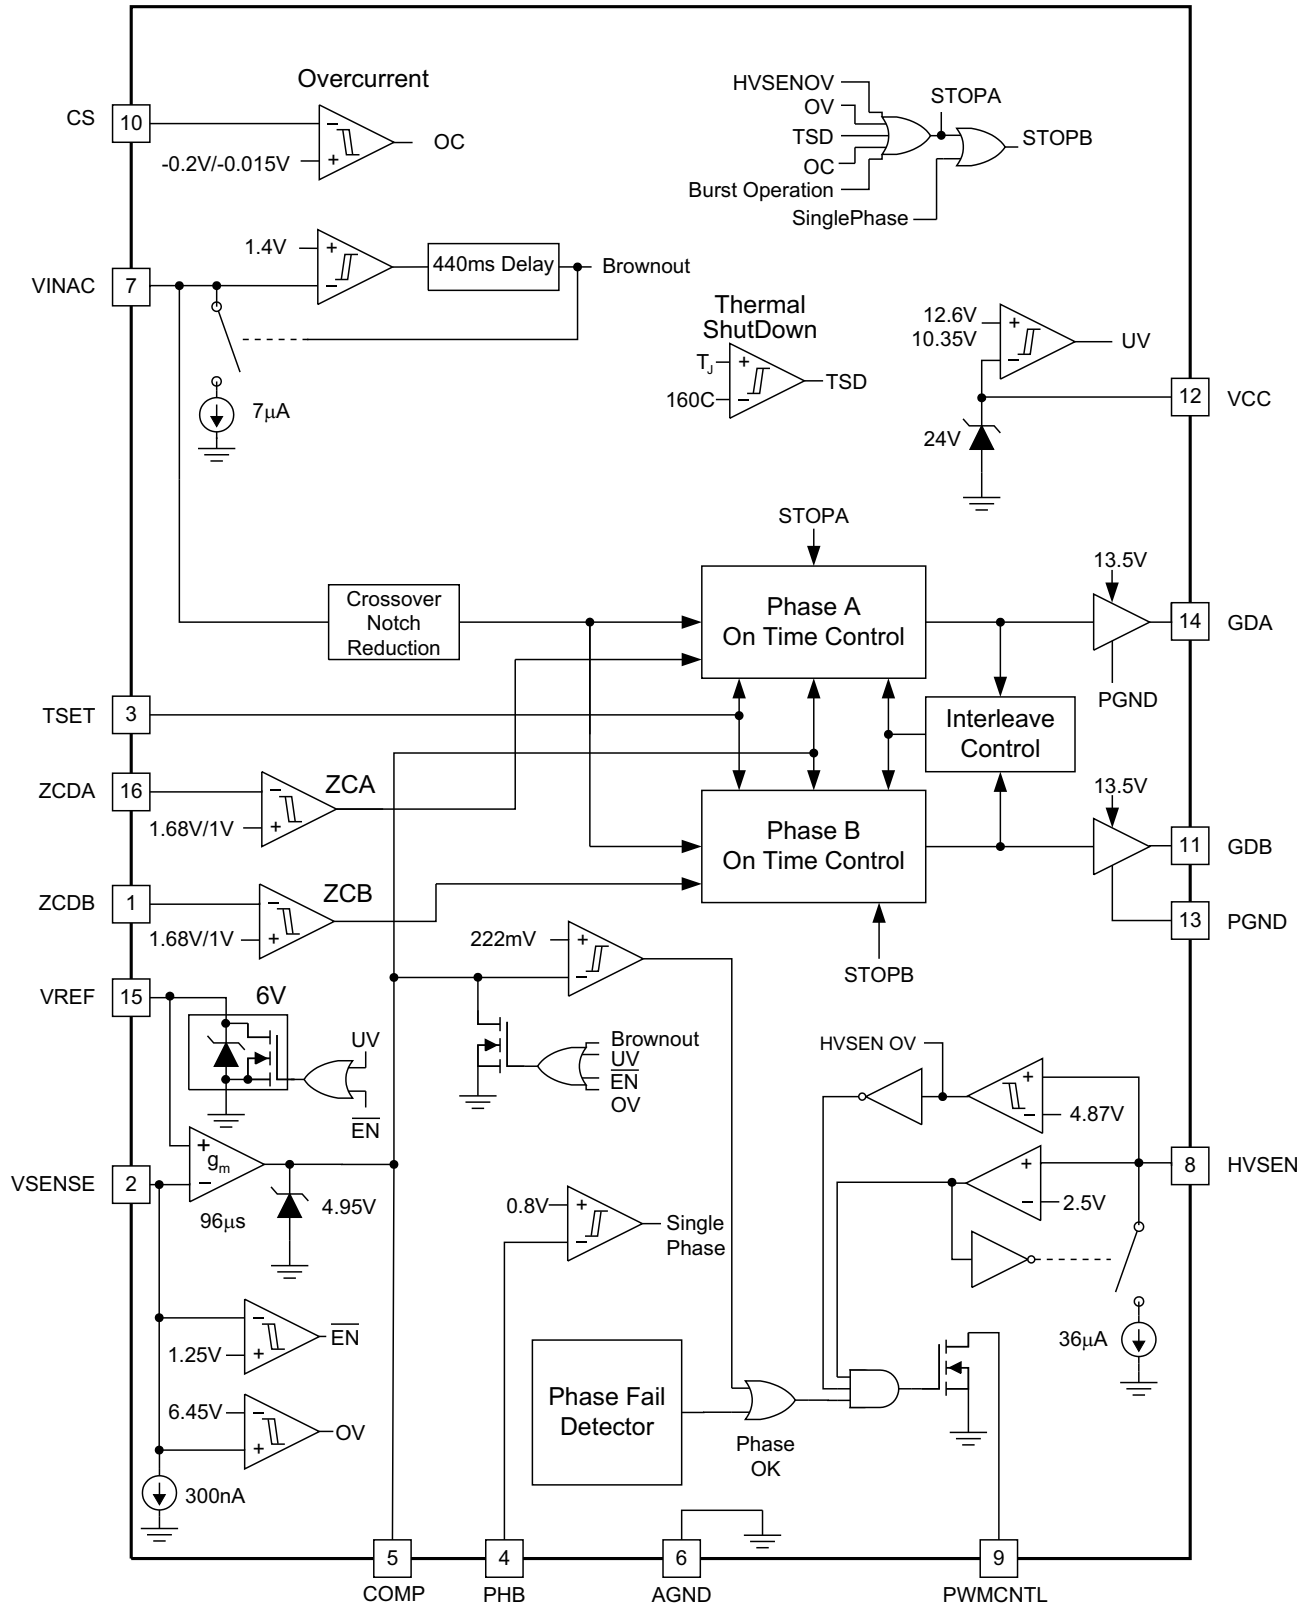 Overcurrent
CS
10
-0.2V/-0.015V
OC
HVSENOV
OV
TSD
OC
Burst Operation
SinglePhase
STOPA
STOPB
1.4V
VINAC
7
440ms Delay
Brownout
7μA
Thermal
ShutDown
TJ
160C
TSD
12.6V
10.35V
UV
12
VCC
24V
STOPA
Crossover
Notch
Reduction
Phase A
On Time Control
13.5V
14
GDA
PGND
TSET
3
Interleave
Control
ZCDA
16
ZCA
1.68V/1V
Phase B
On Time Control
13.5V
11
GDB
ZCDB
1
ZCB
1.68V/1V
13
PGND
222mV
STOPB
VREF
15
6V
UV
EN
Brownout
UV
EN
OV
HVSEN OV
4.87V
8
HVSEN
2.5V
VSENSE
2
gm
96μs
4.95V
0.8V
Single
Phase
36μA
1.25V
EN
6.45V
OV
300nA
Phase Fail
Detector
Phase
OK
5
COMP
4
PHB
6
AGND
9
PWMCNTL